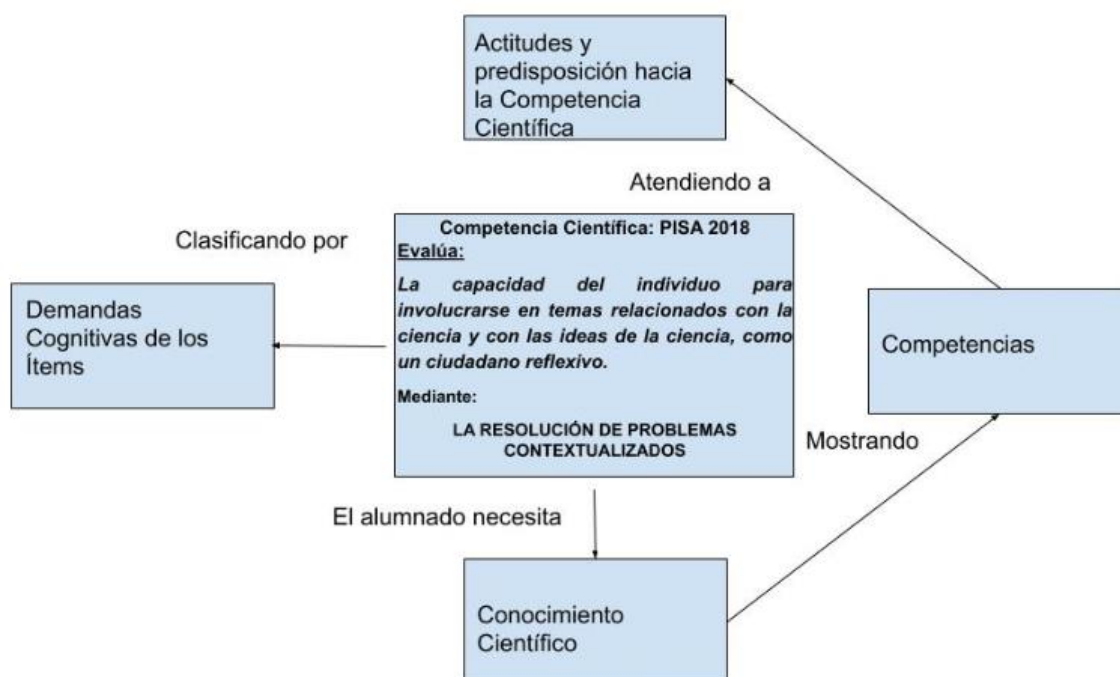 Actitudes y
predisposición hacia
la Competencia
Científica
Atendiendo a
Clasificando por
Competencia Científica: PISA 2018
Evalúa:
La capacidad del individuo para
involucrarse en temas relacionados con la
ciencia y con las ideas de la ciencia, como
un ciudadano reflexivo.
Mediante:
LA RESOLUCIÓN DE PROBLEMAS
CONTEXTUALIZADOS
Demandas
Cognitivas de los
Ítems
Competencias
Mostrando
El alumnado necesita
Conocimiento
Científico